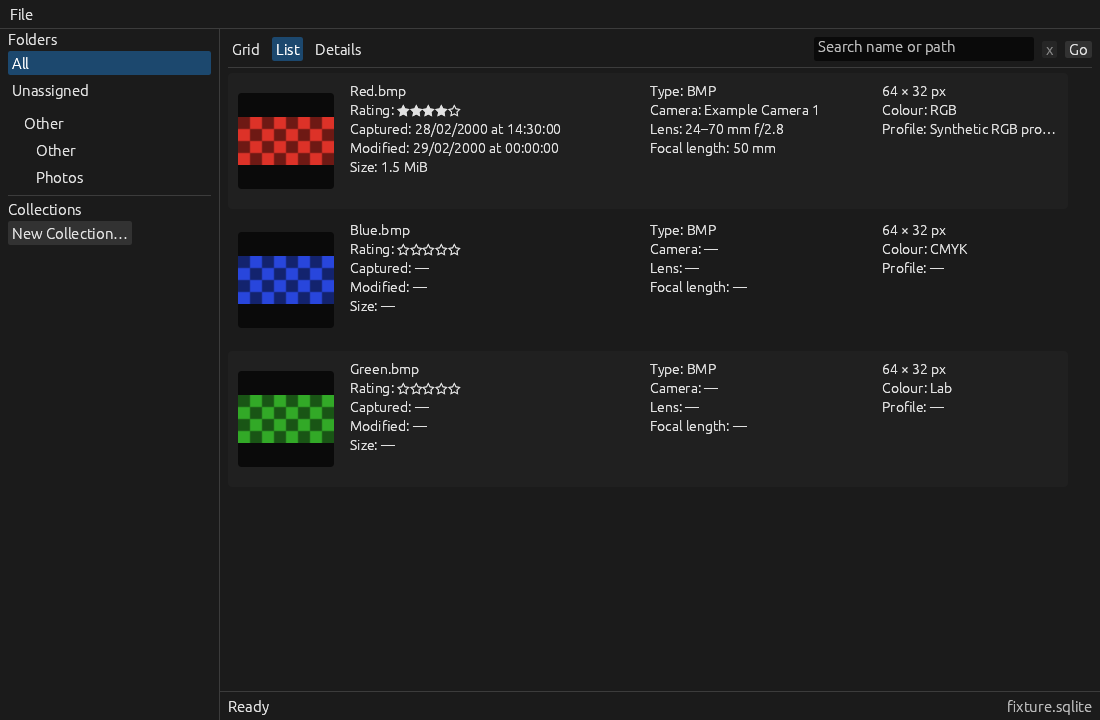 File
Folders
All
Unassigned
Other
Other
Photos
Collections
New Collection…
Grid List Details
Search name or path x Go
Red.bmp
Rating: ★★★★☆
Captured: 28/02/2000 at 14:30:00
Modified: 29/02/2000 at 00:00:00
Size: 1.5 MiB
Type: BMP
Camera: Example Camera 1
Lens: 24–70 mm f/2.8
Focal length: 50 mm
64 × 32 px
Colour: RGB
Profile: Synthetic RGB pro…
Blue.bmp
Rating: ☆☆☆☆☆
Captured: —
Modified: —
Size: —
Type: BMP
Camera: —
Lens: —
Focal length: —
64 × 32 px
Colour: CMYK
Profile: —
Green.bmp
Rating: ☆☆☆☆☆
Captured: —
Modified: —
Size: —
Type: BMP
Camera: —
Lens: —
Focal length: —
64 × 32 px
Colour: Lab
Profile: —
Ready
fixture.sqlite